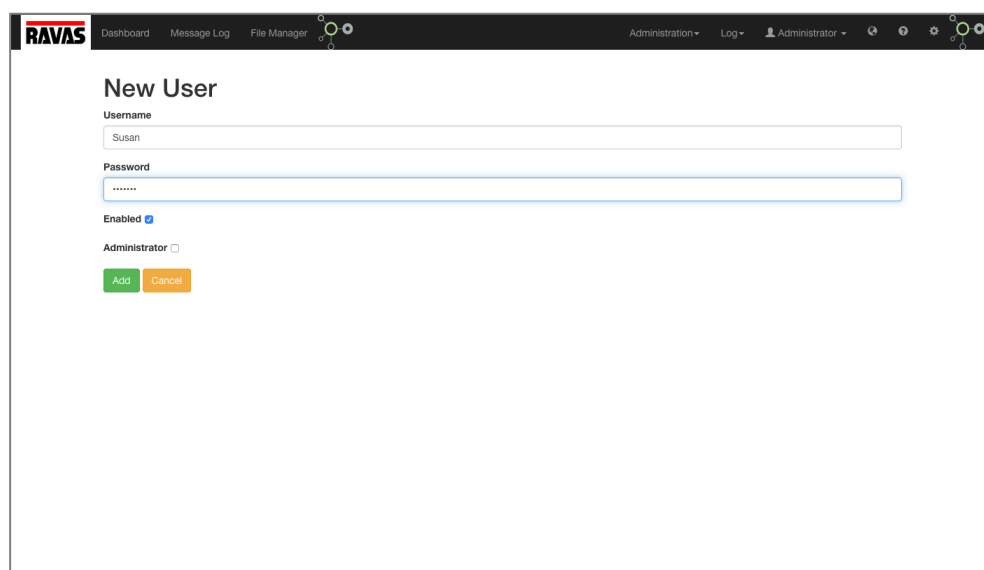 RAVAS Dashboard Message Log File Manager Administration Log Administrator
New User
Username
Susan
Password
•••••••
Enabled
Administrator
Add Cancel